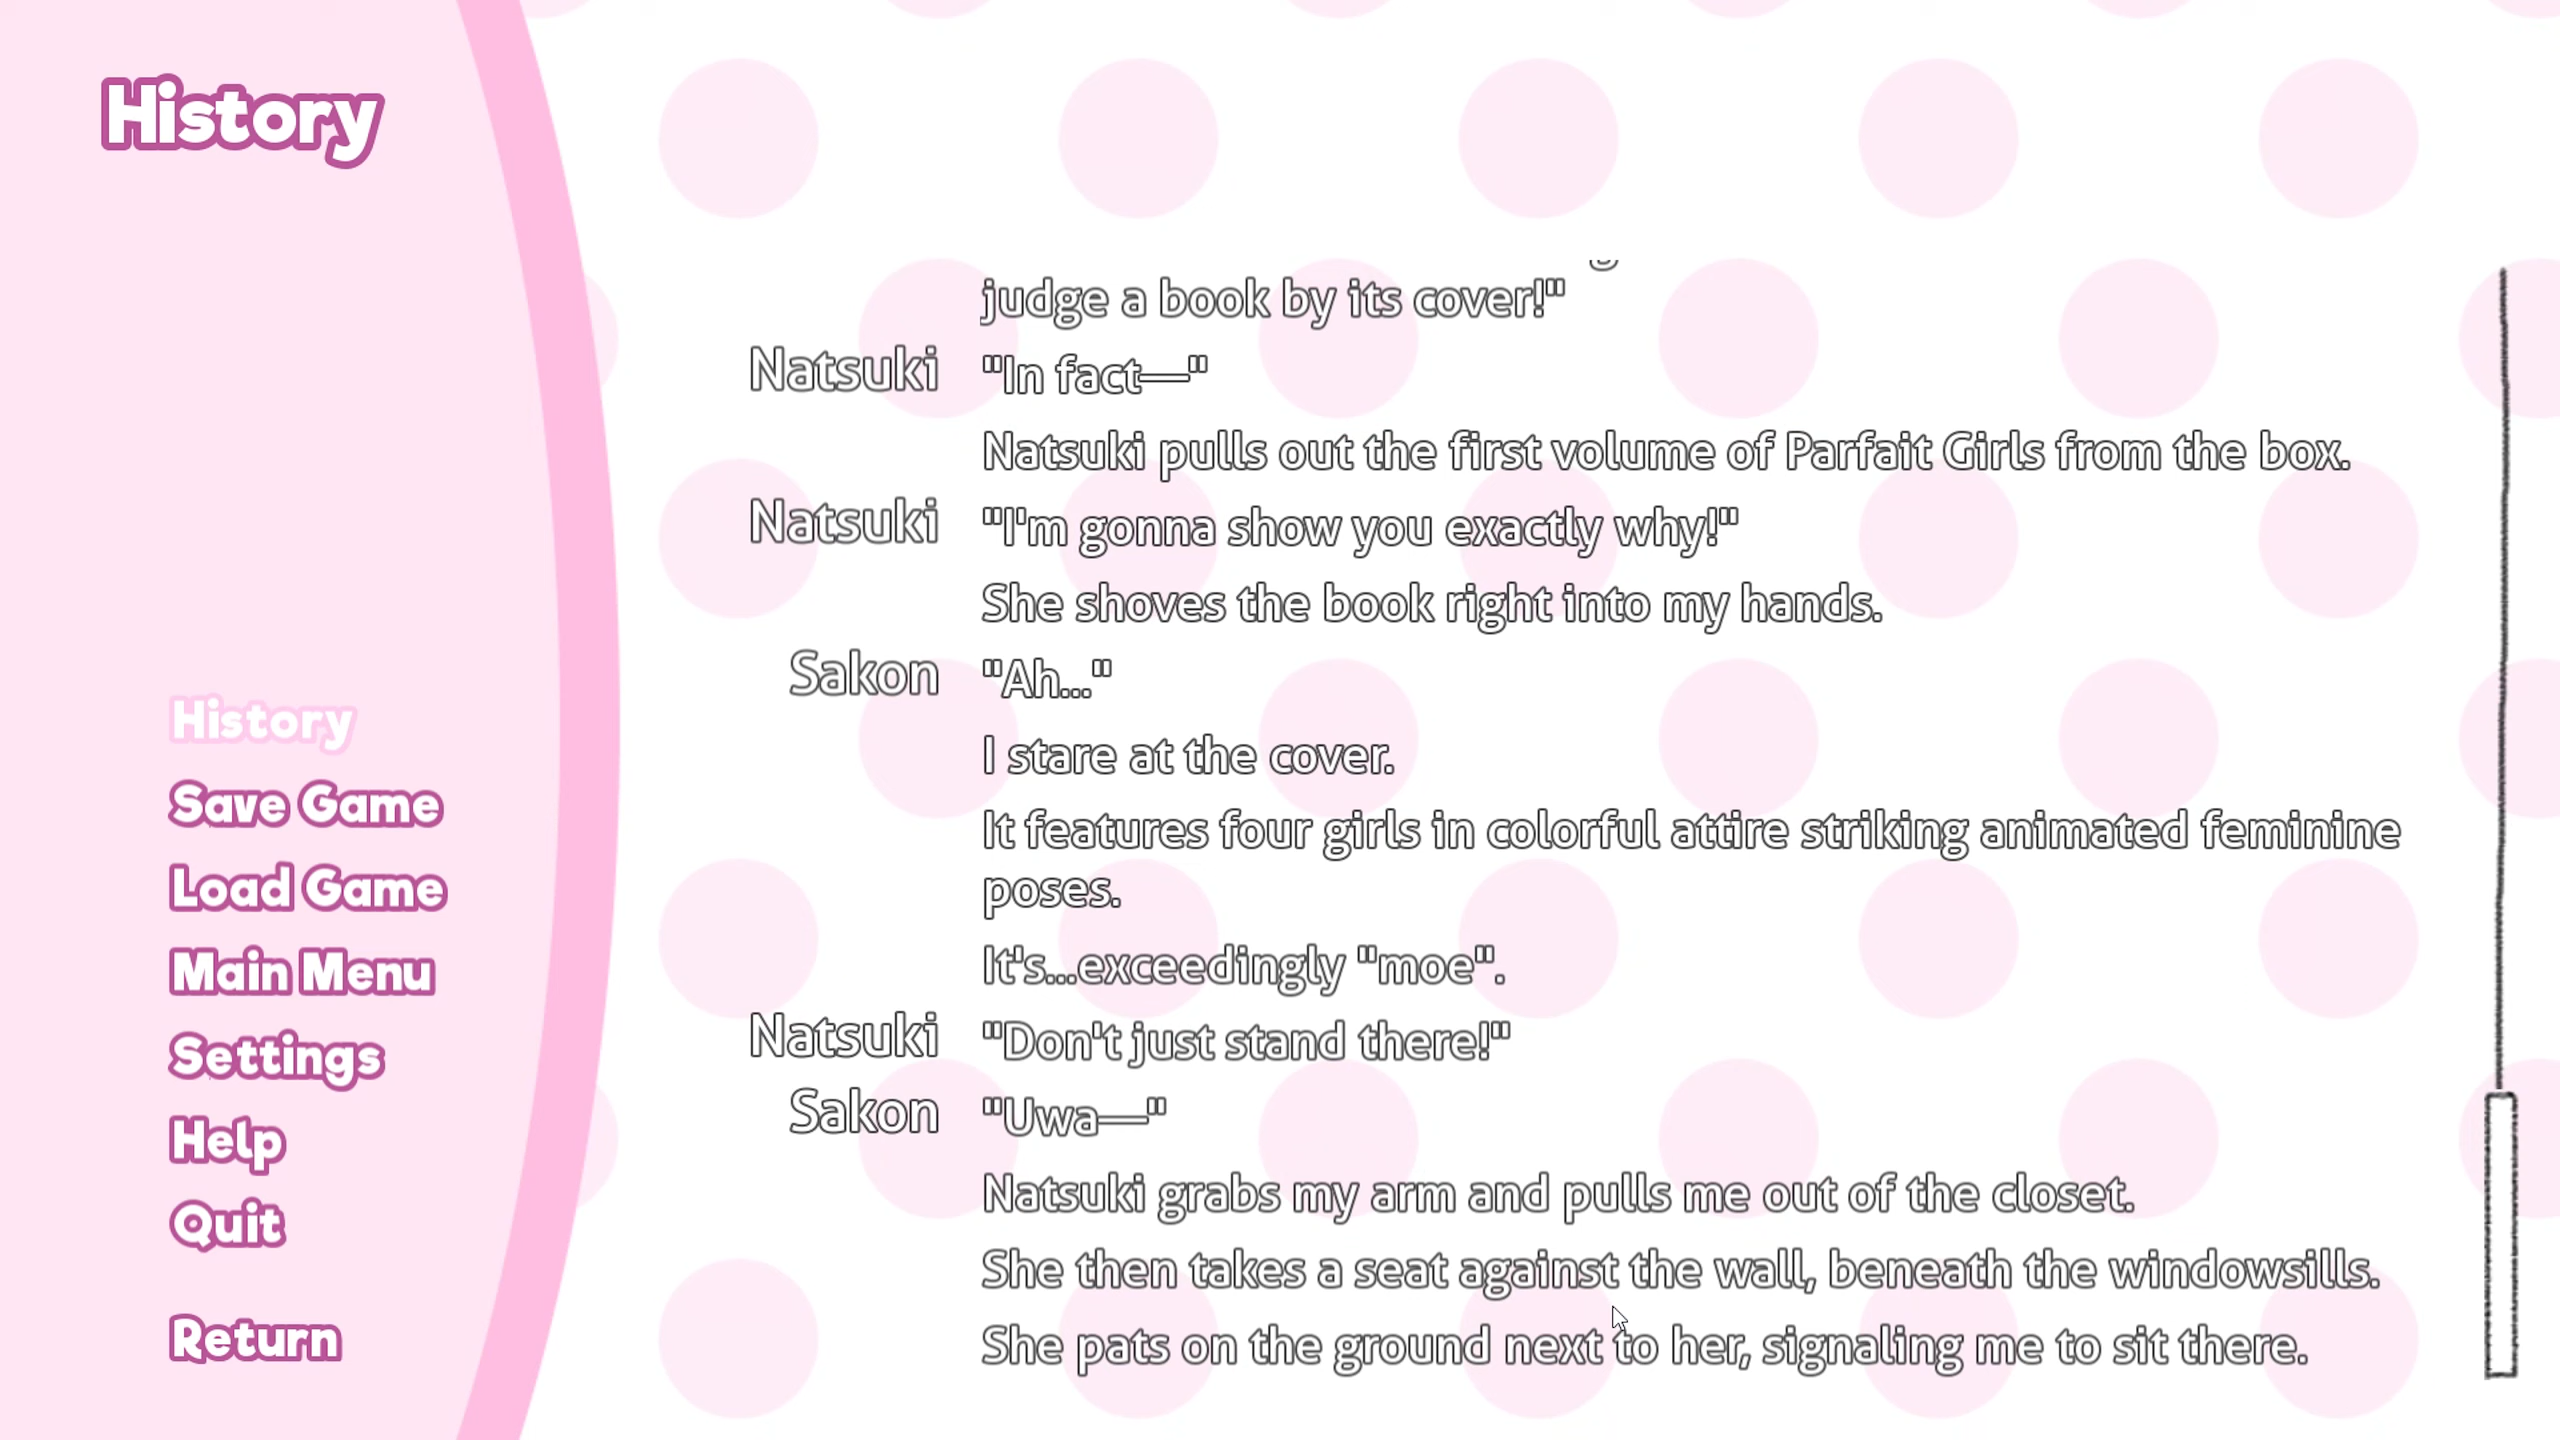 History
judge a book by its cover!"
Natsuki "In fact—"
Natsuki pulls out the first volume of Parfait Girls from the box.
Natsuki "I'm gonna show you exactly why!"
She shoves the book right into my hands.
Sakon "Ah..."
I stare at the cover.
It features four girls in colorful attire striking animated feminine
poses.
It's...exceedingly "moe".
Natsuki "Don't just stand there!"
Sakon "Uwa—"
Natsuki grabs my arm and pulls me out of the closet.
She then takes a seat against the wall, beneath the windowsills.
She pats on the ground next to her, signaling me to sit there.
History
Save Game
Load Game
Main Menu
Settings
Help
Quit
Return